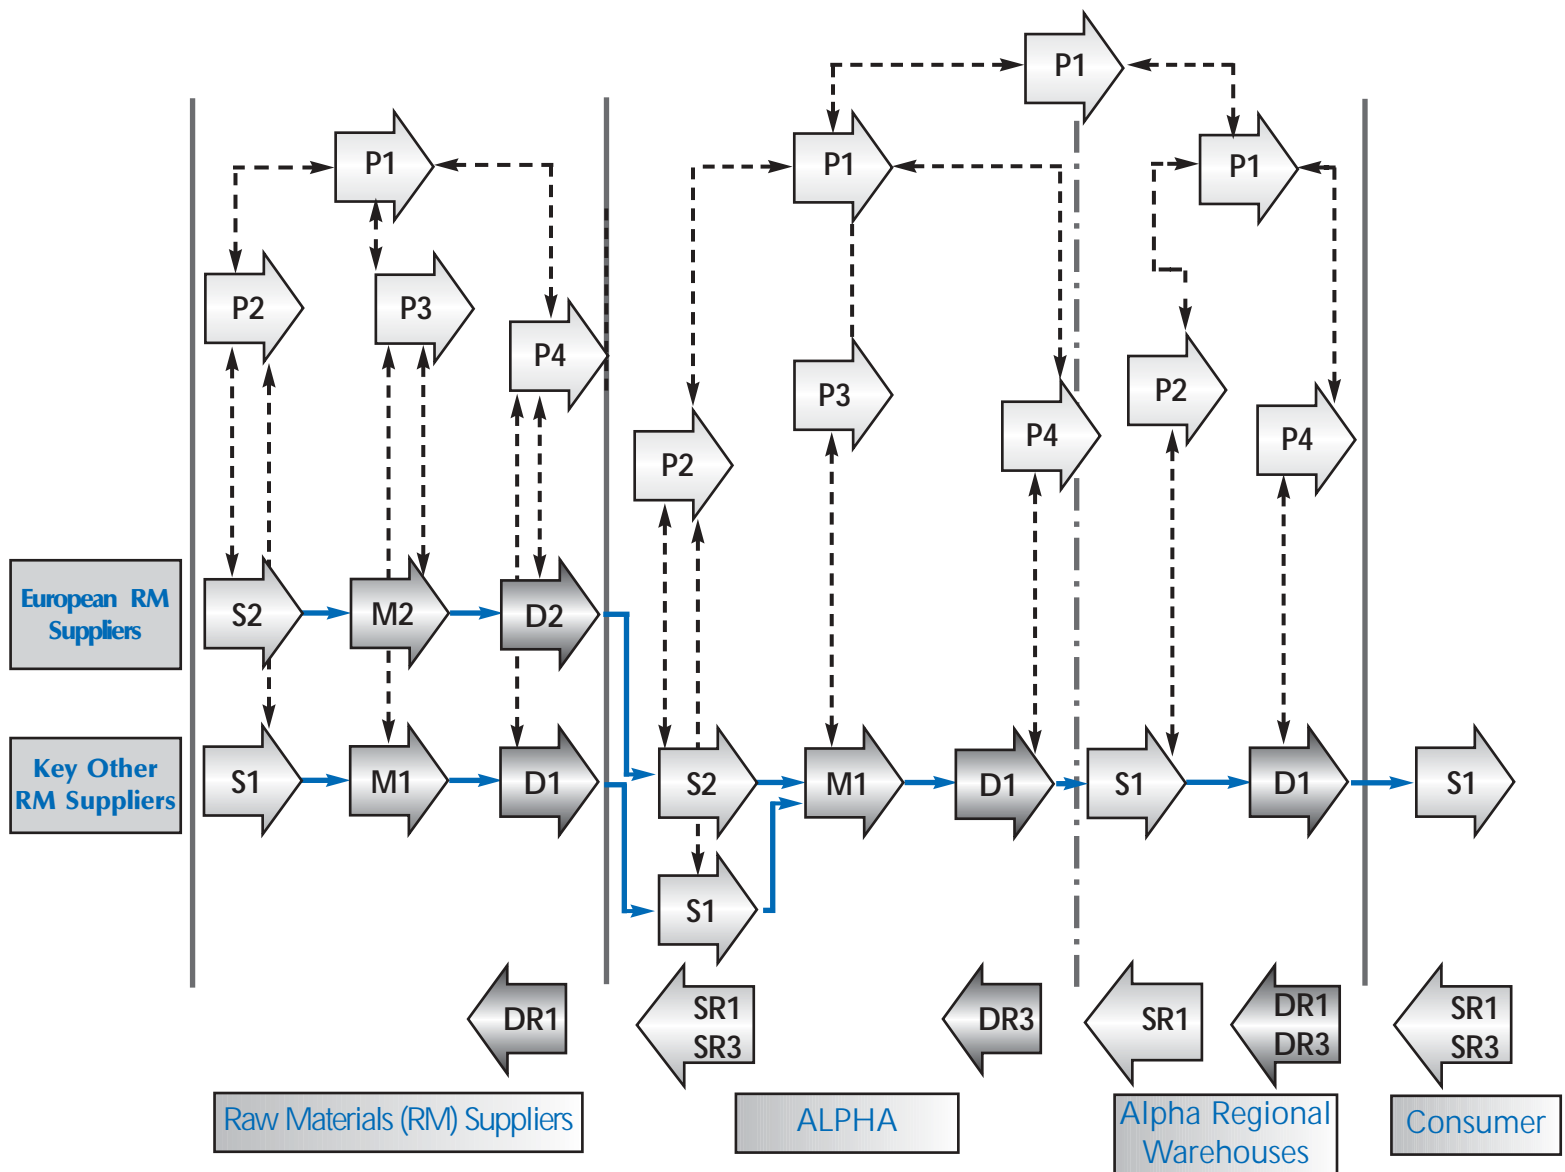 P1
P1
P1
P1
P2
P3
P4
P3
P2
P4
P2
P4
European RM
Suppliers
S2
M2
D2
Key Other
RM Suppliers
S1
M1
D1
S2
M1
D1
S1
D1
S1
S1
DR1
SR1
SR3
DR3
SR1
DR1
DR3
SR1
SR3
Raw Materials (RM) Suppliers
ALPHA
Alpha Regional
Warehouses
Consumer